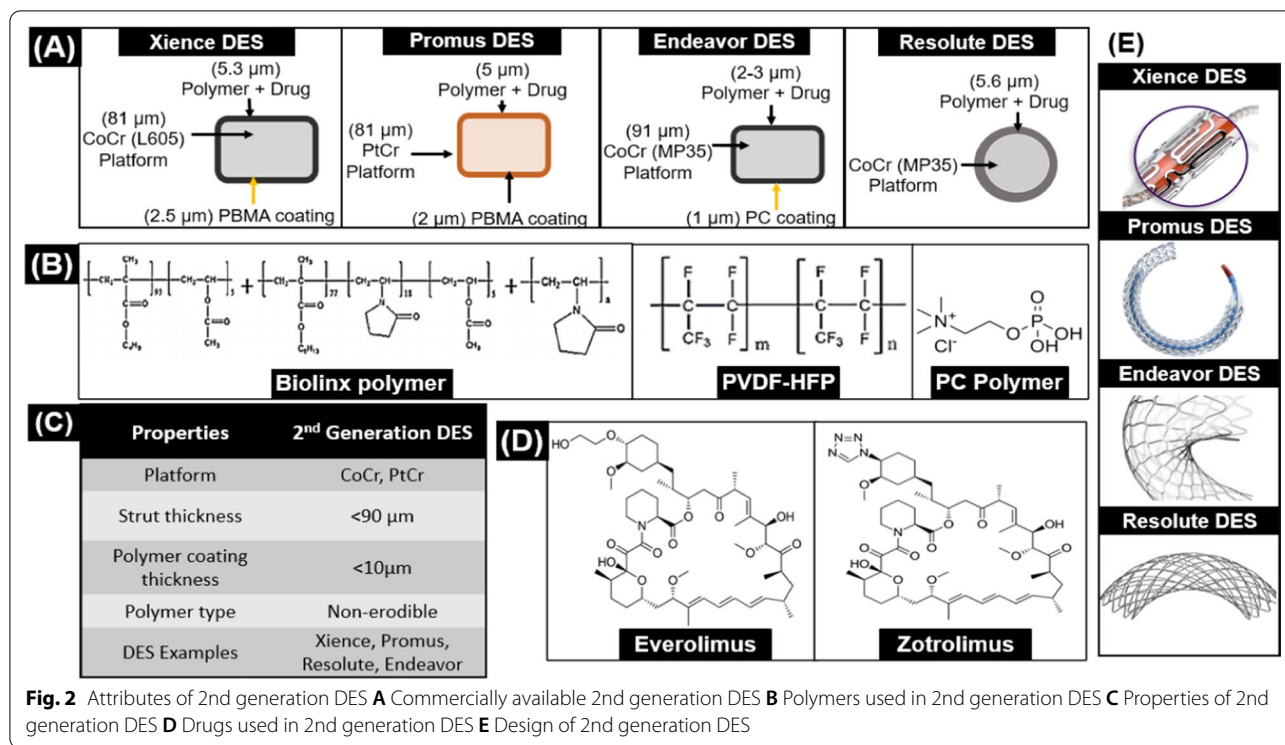 (A)
Xience DES
(5.3 µm)
Polymer + Drug
(81 µm)
CoCr (L605)
Platform
(2.5 µm) PBMA coating
Promus DES
(5 µm)
Polymer + Drug
(81 µm)
PtCr
Platform
(2 µm) PBMA coating
Endeavor DES
(2-3 µm)
Polymer + Drug
(91 µm)
CoCr (MP35)
Platform
(1 µm) PC coating
Resolute DES
(5.6 µm)
Polymer + Drug
CoCr (MP35)
Platform
(B)
Biolinx polymer
F F F F
C C C C
CF₃ F m CF₃ F n
PVDF-HFP
N⁺
Cl⁻
O
O P OH
OH
PC Polymer
(C)
Properties 2nd Generation DES
Platform CoCr, PtCr
Strut thickness <90 µm
Polymer coating
thickness <10µm
Polymer type Non-erodible
DES Examples Xience, Promus,
Resolute, Endeavor
(D)
Everolimus
Zotrolimus
(E)
Xience DES
Promus DES
Endeavor DES
Resolute DES
Fig. 2 Attributes of 2nd generation DES A Commercially available 2nd generation DES B Polymers used in 2nd generation DES C Properties of 2nd
generation DES D Drugs used in 2nd generation DES E Design of 2nd generation DES